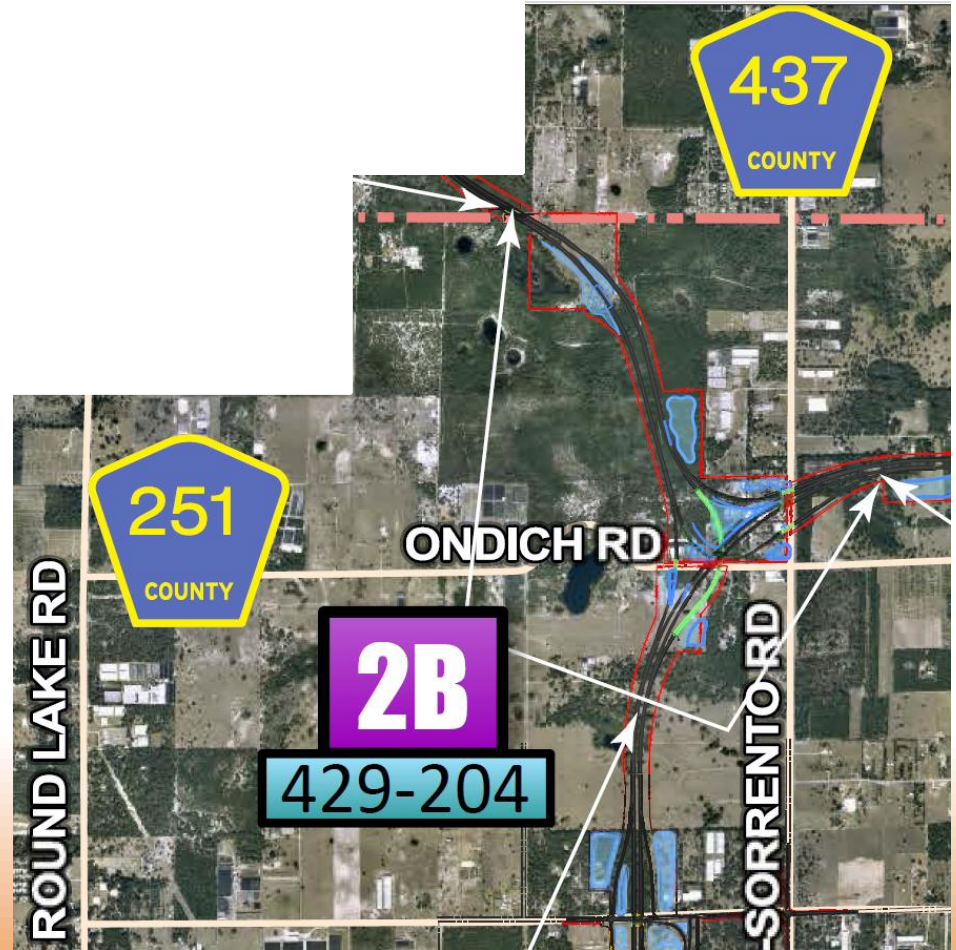 437
COUNTY
251
COUNTY
ONDICH RD
ROUND LAKE RD
2B
429-204
SORRENTO RD